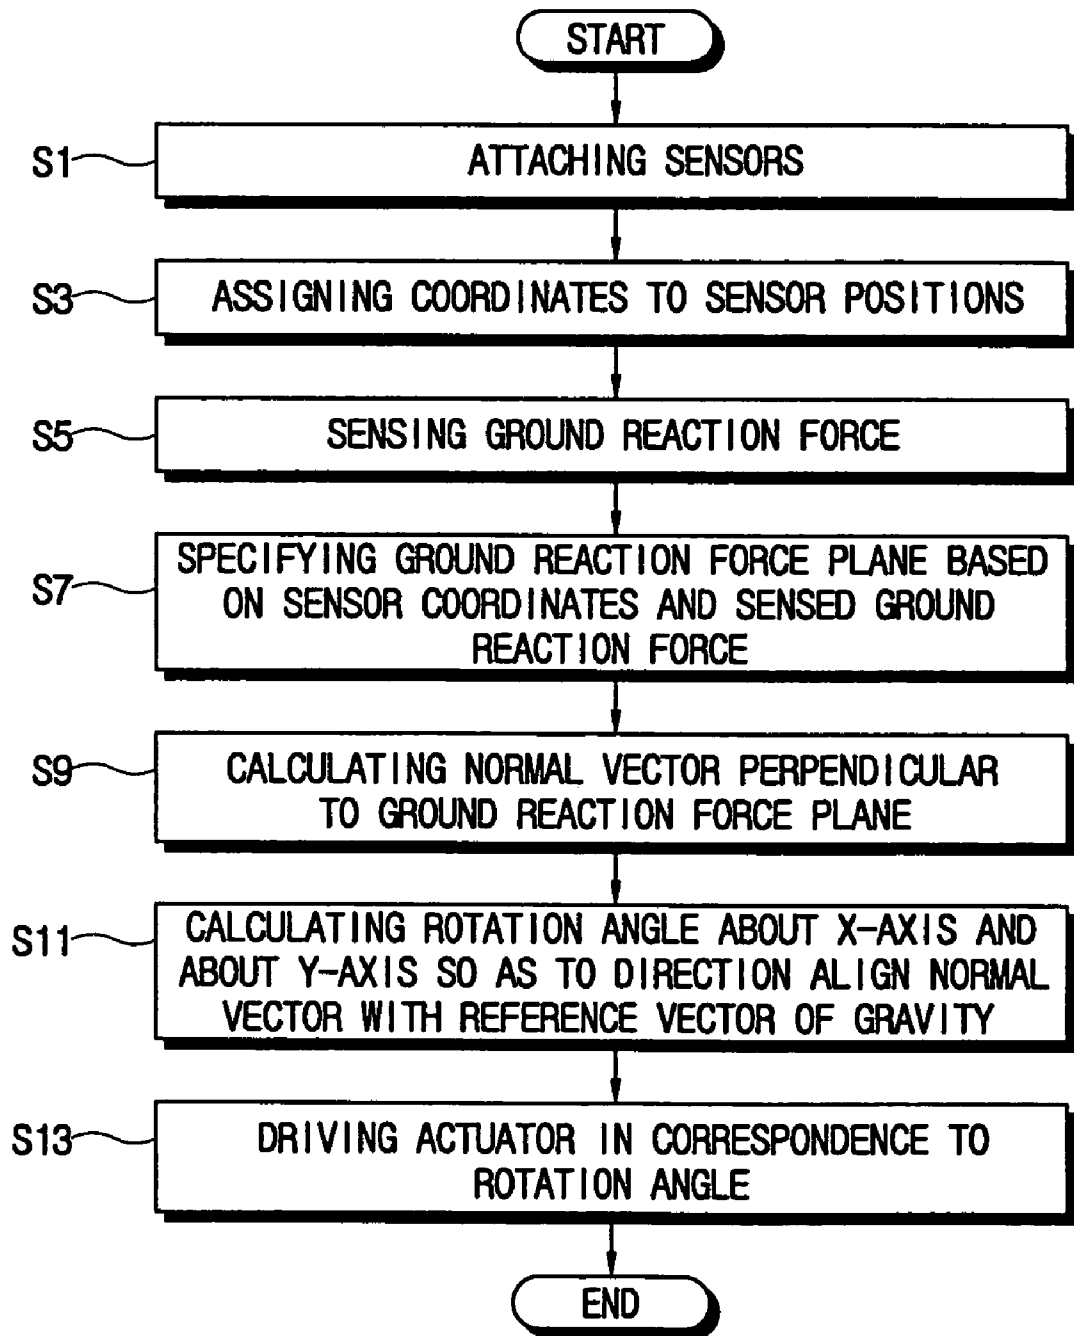 START
S1
ATTACHING SENSORS
S3
ASSIGNING COORDINATES TO SENSOR POSITIONS
S5
SENSING GROUND REACTION FORCE
S7
SPECIFYING GROUND REACTION FORCE PLANE BASED
ON SENSOR COORDINATES AND SENSED GROUND
REACTION FORCE
S9
CALCULATING NORMAL VECTOR PERPENDICULAR
TO GROUND REACTION FORCE PLANE
S11
CALCULATING ROTATION ANGLE ABOUT X-AXIS AND
ABOUT Y-AXIS SO AS TO DIRECTION ALIGN NORMAL
VECTOR WITH REFERENCE VECTOR OF GRAVITY
S13
DRIVING ACTUATOR IN CORRESPONDENCE TO
ROTATION ANGLE
END